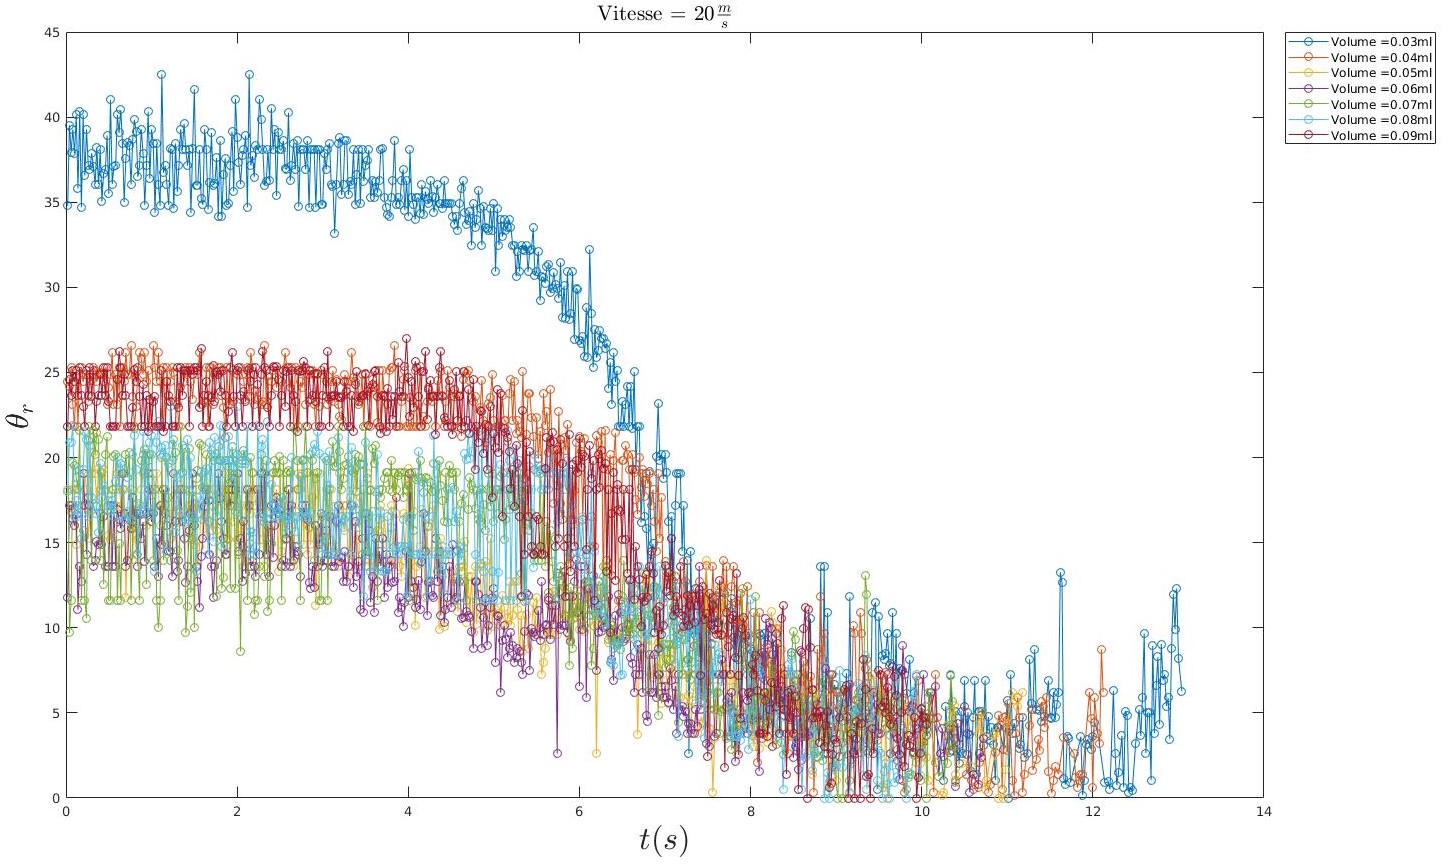 Vitesse = 20 m/s
45
40
35
30
25
20
15
10
5
0
θr
0 2 4 6 8 10 12 14
t(s)
Volume =0.03ml
Volume =0.04ml
Volume =0.05ml
Volume =0.06ml
Volume =0.07ml
Volume =0.08ml
Volume =0.09ml